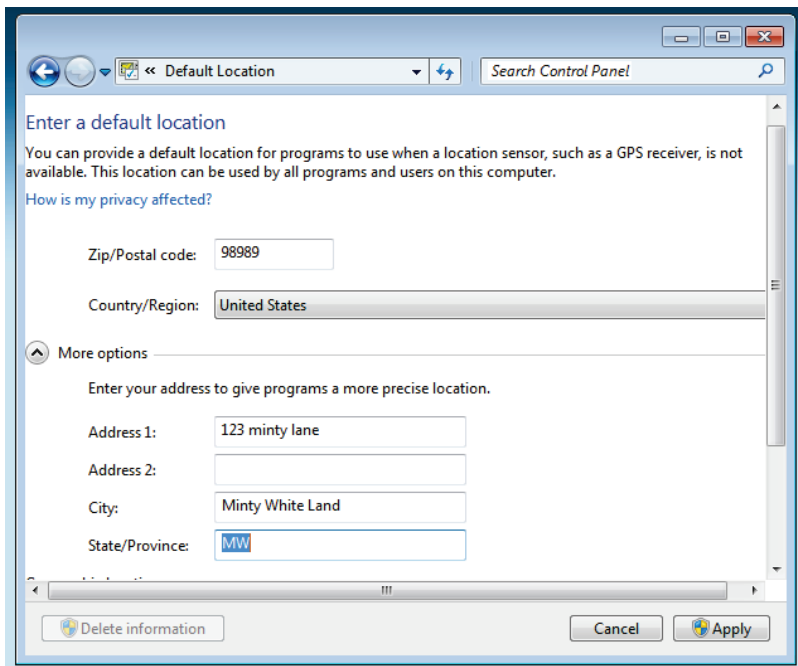 « Default Location
Search Control Panel
Enter a default location
You can provide a default location for programs to use when a location sensor, such as a GPS receiver, is not
available. This location can be used by all programs and users on this computer.
How is my privacy affected?
Zip/Postal code: 98989
Country/Region: United States
More options
Enter your address to give programs a more precise location.
Address 1: 123 minty lane
Address 2:
City: Minty White Land
State/Province: MW
Delete information
Cancel
Apply